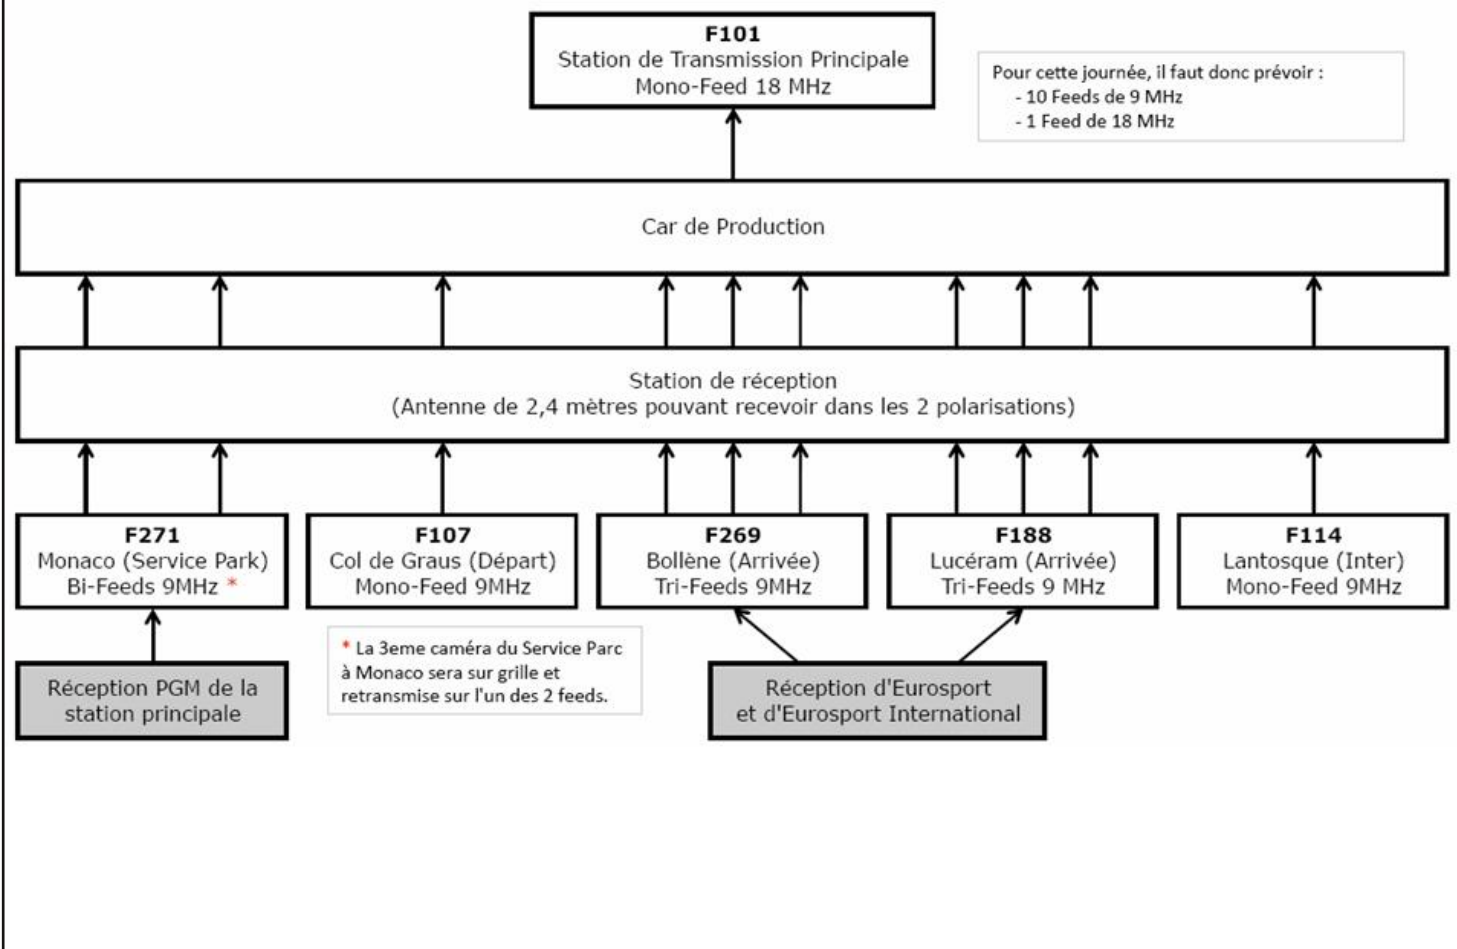 F101
Station de Transmission Principale
Mono-Feed 18 MHz
Pour cette journée, il faut donc prévoir :
- 10 Feeds de 9 MHz
- 1 Feed de 18 MHz
Car de Production
Station de réception
(Antenne de 2,4 mètres pouvant recevoir dans les 2 polarisations)
F271
Monaco (Service Park)
Bi-Feeds 9MHz *
F107
Col de Graus (Départ)
Mono-Feed 9MHz
F269
Bollène (Arrivée)
Tri-Feeds 9MHz
F188
Lucéram (Arrivée)
Tri-Feeds 9 MHz
F114
Lantosque (Inter)
Mono-Feed 9MHz
* La 3eme caméra du Service Parc
à Monaco sera sur grille et
retransmise sur l'un des 2 feeds.
Réception PGM de la
station principale
Réception d'Eurosport
et d'Eurosport International